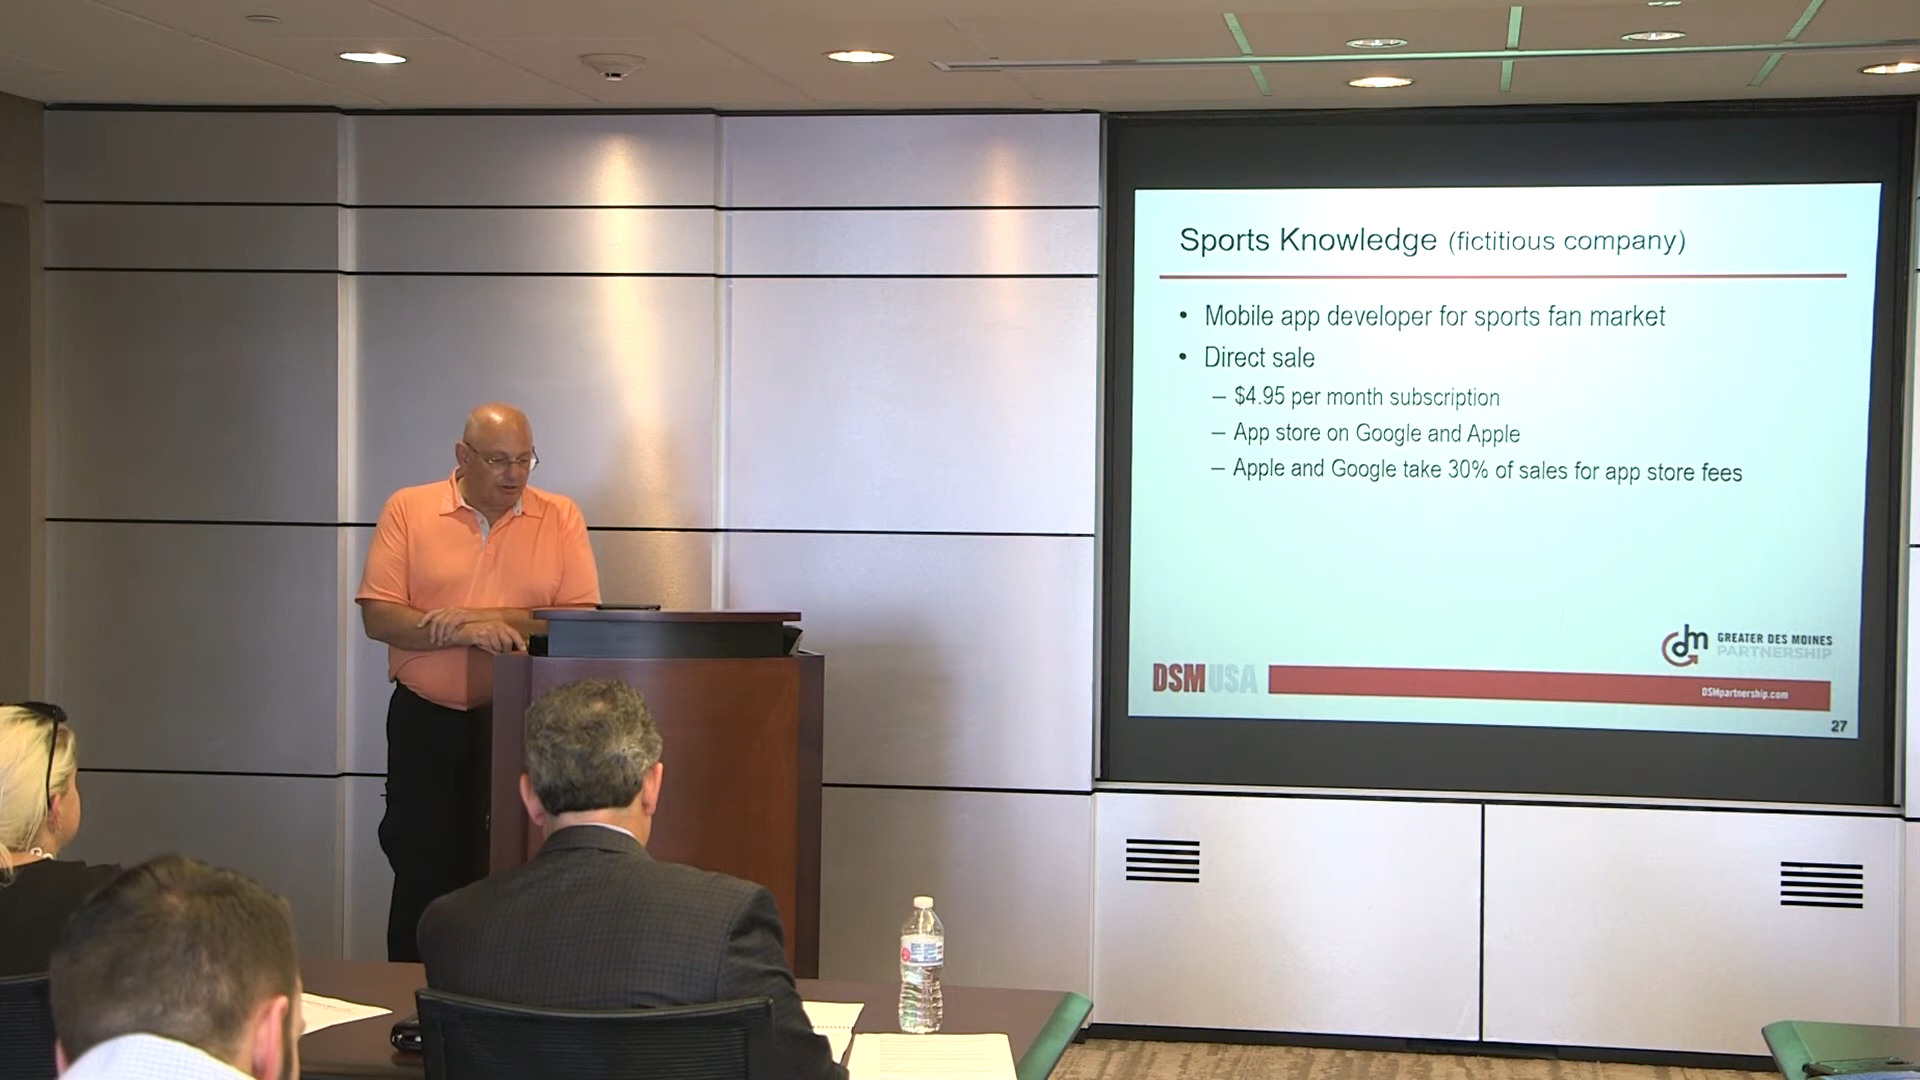 Sports Knowledge (fictitious company)
• Mobile app developer for sports fan market
• Direct sale
– $4.95 per month subscription
– App store on Google and Apple
– Apple and Google take 30% of sales for app store fees
dm GREATER DES MOINES
PARTNERSHIP
DSMUSA
DSMpartnership.com
27